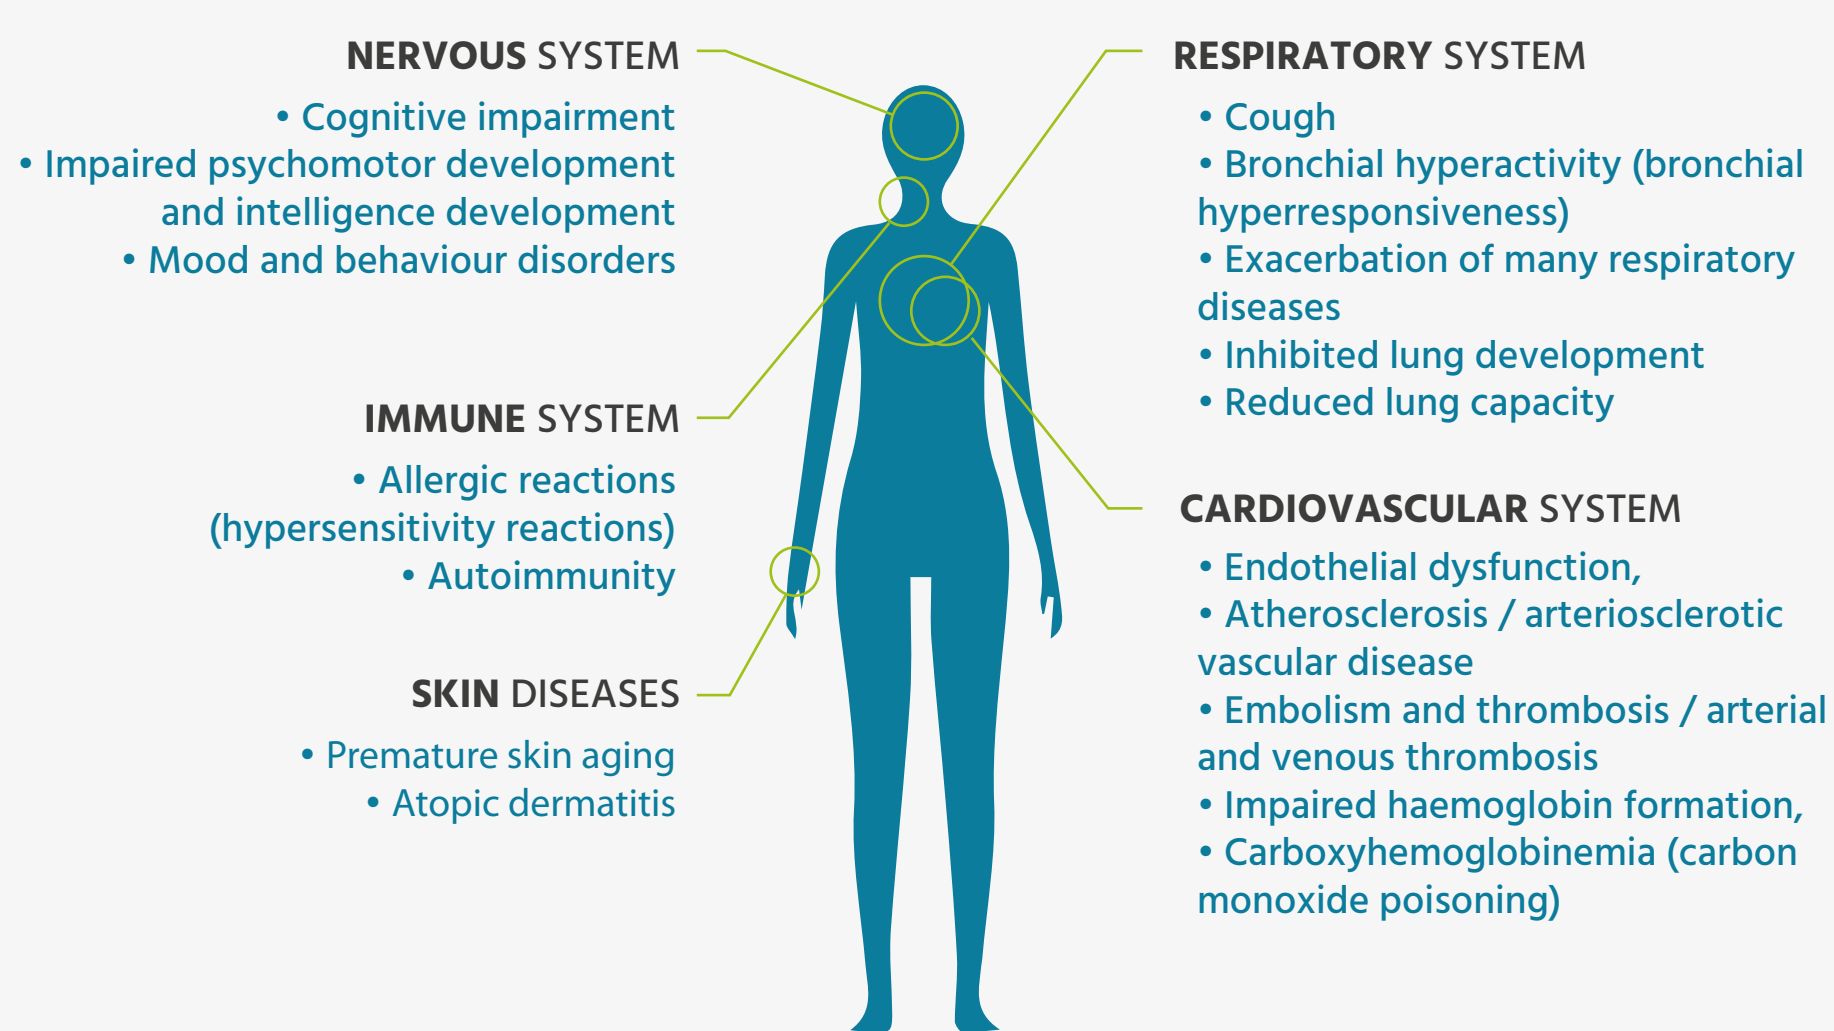 NERVOUS SYSTEM
• Cognitive impairment
• Impaired psychomotor development
and intelligence development
• Mood and behaviour disorders
IMMUNE SYSTEM
• Allergic reactions
(hypersensitivity reactions)
• Autoimmunity
SKIN DISEASES
• Premature skin aging
• Atopic dermatitis
RESPIRATORY SYSTEM
• Cough
• Bronchial hyperactivity (bronchial
hyperresponsiveness)
• Exacerbation of many respiratory
diseases
• Inhibited lung development
• Reduced lung capacity
CARDIOVASCULAR SYSTEM
• Endothelial dysfunction,
• Atherosclerosis / arteriosclerotic
vascular disease
• Embolism and thrombosis / arterial
and venous thrombosis
• Impaired haemoglobin formation,
• Carboxyhemoglobinemia (carbon
monoxide poisoning)